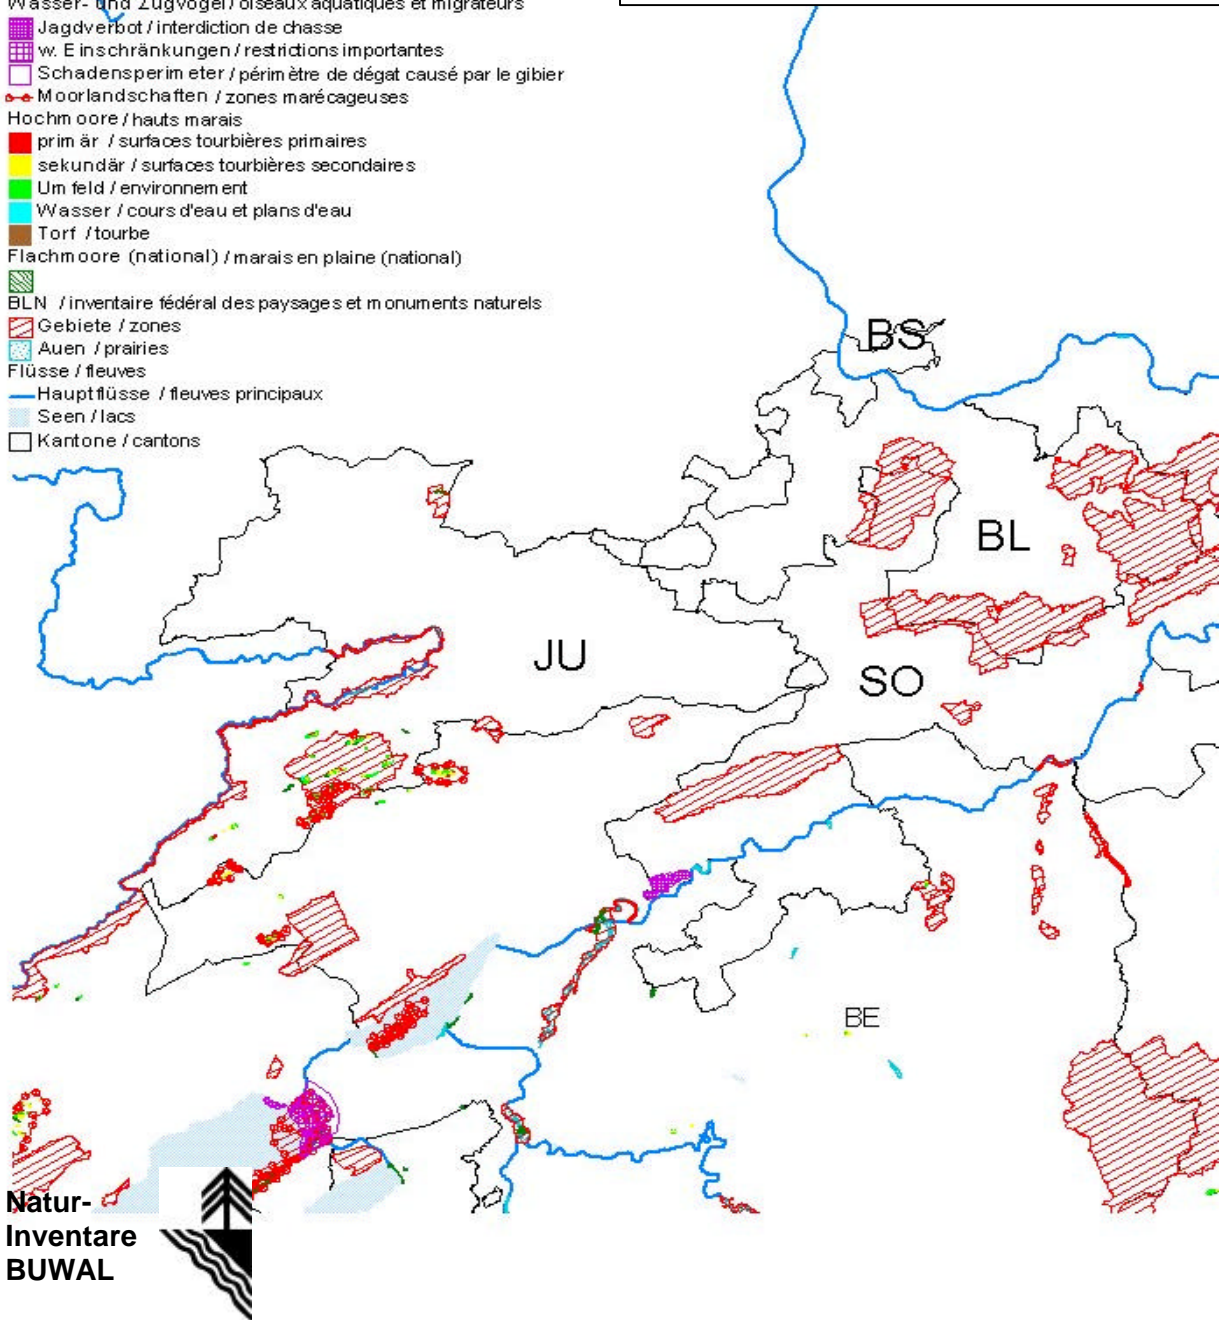 Wasser- und Zugvögel / oiseaux aquatiques et migrateurs
Jagdverbot / interdiction de chasse
w. Einschränkungen / restrictions importantes
Schadensperimeter / périmètre de dégat causé par le gibier
Moorlandschaften / zones marécageuses
Hochmoore / hauts marais
primär / surfaces tourbières primaires
sekundär / surfaces tourbières secondaires
Umfeld / environnement
Wasser / cours d'eau et plans d'eau
Torf / tourbe
Flachmoore (national) / marais en plaine (national)
BLN / inventaire fédéral des paysages et monuments naturels
Gebiete / zones
Auen / prairies
Flüsse / fleuves
Hauptflüsse / fleuves principaux
Seen / lacs
Kantone / cantons
BS
BL
JU
SO
BE
Natur-
Inventare
BUWAL